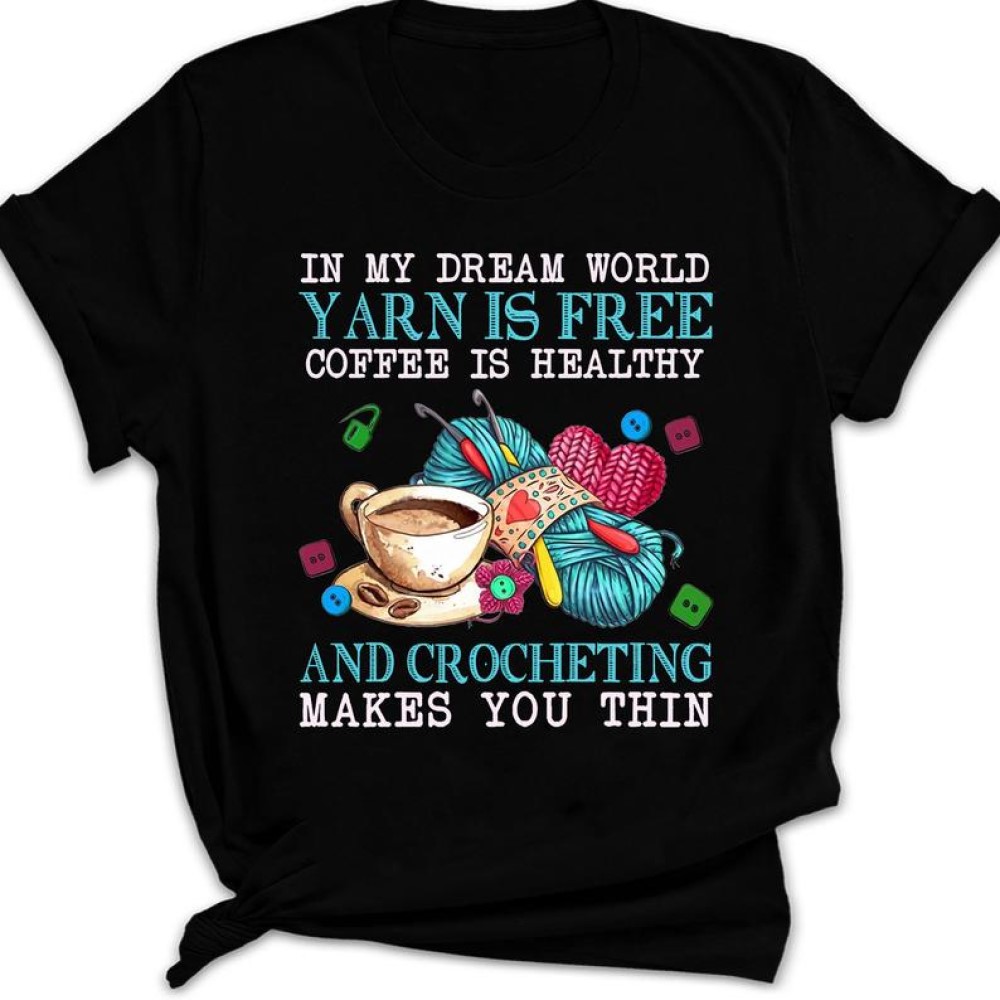 IN MY DREAM WORLD
YARN IS FREE
COFFEE IS HEALTHY
AND CROCHETING
MAKES YOU THIN